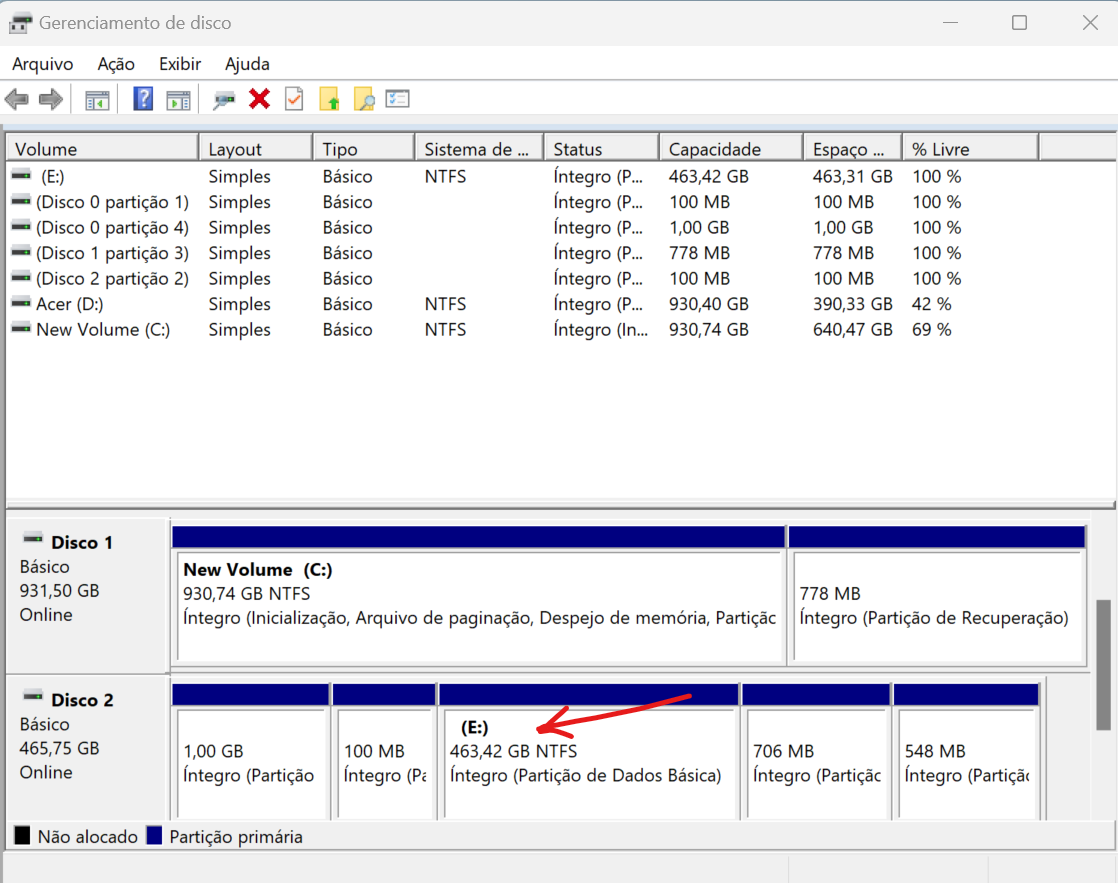 Gerenciamento de disco
Arquivo Ação Exibir Ajuda
Volume Layout Tipo Sistema de ... Status Capacidade Espaço ... % Livre
(E:) Simples Básico NTFS Íntegro (P... 463,42 GB 463,31 GB 100 %
(Disco 0 partição 1) Simples Básico Íntegro (P... 100 MB 100 MB 100 %
(Disco 0 partição 4) Simples Básico Íntegro (P... 1,00 GB 1,00 GB 100 %
(Disco 1 partição 3) Simples Básico Íntegro (P... 778 MB 778 MB 100 %
(Disco 2 partição 2) Simples Básico Íntegro (P... 100 MB 100 MB 100 %
Acer (D:) Simples Básico NTFS Íntegro (P... 930,40 GB 390,33 GB 42 %
New Volume (C:) Simples Básico NTFS Íntegro (In... 930,74 GB 640,47 GB 69 %
Disco 1
Básico
931,50 GB
Online
New Volume (C:)
930,74 GB NTFS
Íntegro (Inicialização, Arquivo de paginação, Despejo de memória, Partiçãc
778 MB
Íntegro (Partição de Recuperação)
Disco 2
Básico
465,75 GB
Online
1,00 GB
Íntegro (Partição
100 MB
Íntegro (Pa
(E:)
463,42 GB NTFS
Íntegro (Partição de Dados Básica)
706 MB
Íntegro (Partiçãc
548 MB
Íntegro (Partiçãc
Não alocado Partição primária